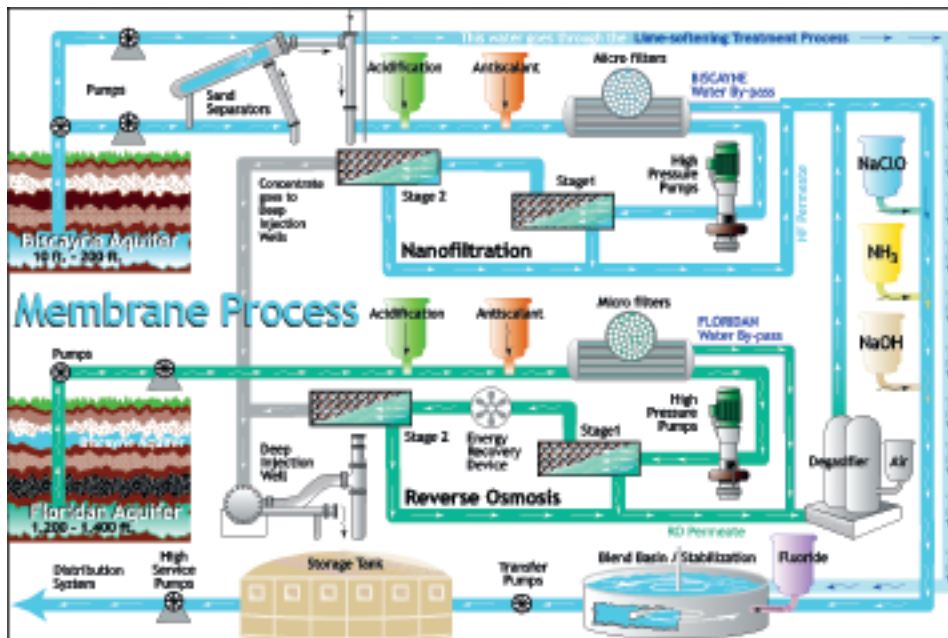 This water goes through the Lime-softening Treatment Process
Acidification
Antiscalant
Micro filters
BISCAYNE
Water By-pass
Pumps
Sand
Separators
High
Pressure
Pumps
NaClO
Concentrate
goes to
Deep
Injection
Wells
Stage 2
Stage1
NF Permeate
Biscayne Aquifer
10 ft. - 200 ft.
Nanofiltration
NH3
Membrane Process
Acidification
Antiscalant
Micro filters
FLORIDAN
Water By-pass
NaOH
Pumps
High
Pressure
Pumps
Biscayne Aquifer
Stage 2
Energy
Recovery
Device
Stage1
Deep
Injection
Well
Degasifier
Air
Reverse Osmosis
Floridan Aquifer
1,200 - 1,400 ft.
RO Permeate
Distribution
System
High
Service
Pumps
Storage Tank
Transfer
Pumps
Blend Basin / Stabilization
Fluoride